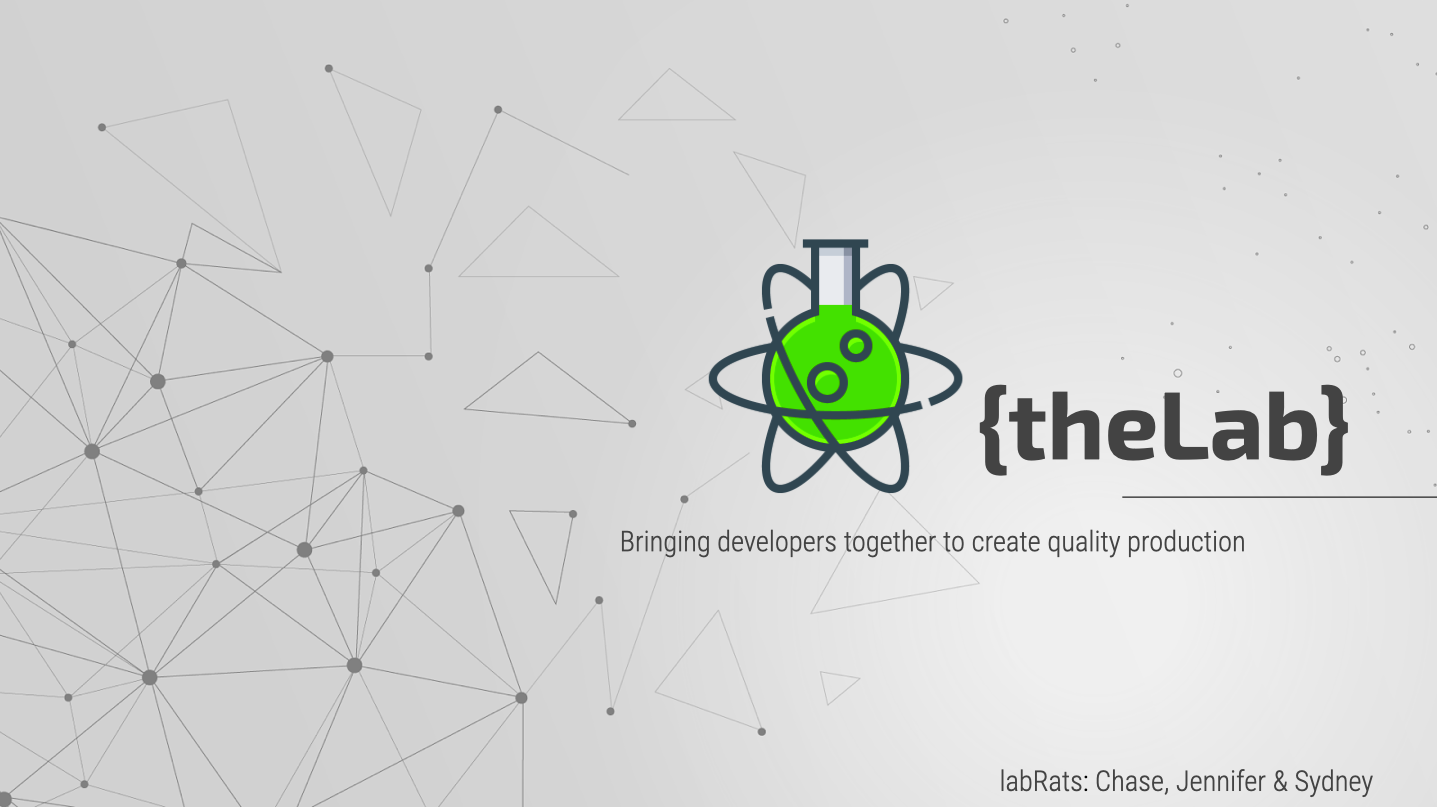 {theLab}
Bringing developers together to create quality production
labRats: Chase, Jennifer & Sydney